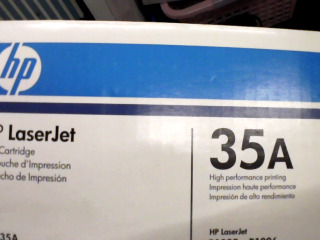 hp
LaserJet
Cartridge
uche d'Impression
cho de Impresión
35A
High performance printing
Impression haute performance
Impresión de alto rendimiento
HP LaserJet
35A